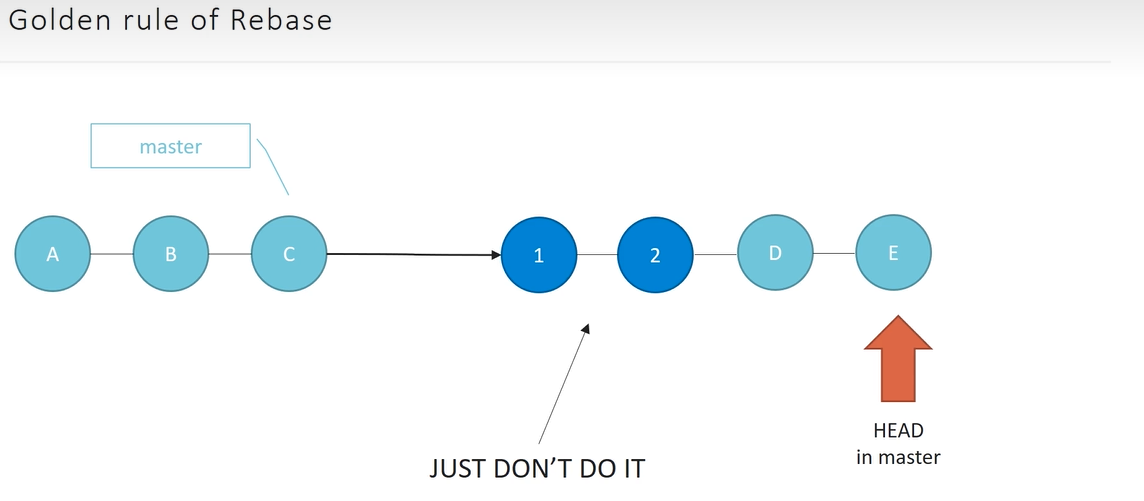 Golden rule of Rebase
master
A
B
C
1
2
D
E
JUST DON'T DO IT
HEAD
in master